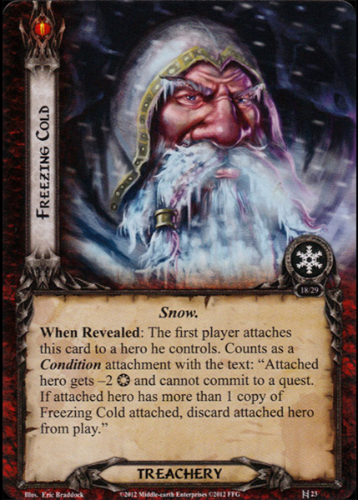 FREEZING COLD
18/29
Snow.
When Revealed: The first player attaches
this card to a hero he controls. Counts as a
Condition attachment with the text: “Attached
hero gets –2 and cannot commit to a quest.
If attached hero has more than 1 copy of
Freezing Cold attached, discard attached hero
from play.”
TREACHERY
Illus. Eric Braddock
©2012 Middle-earth Enterprises ©2012 FFG
23